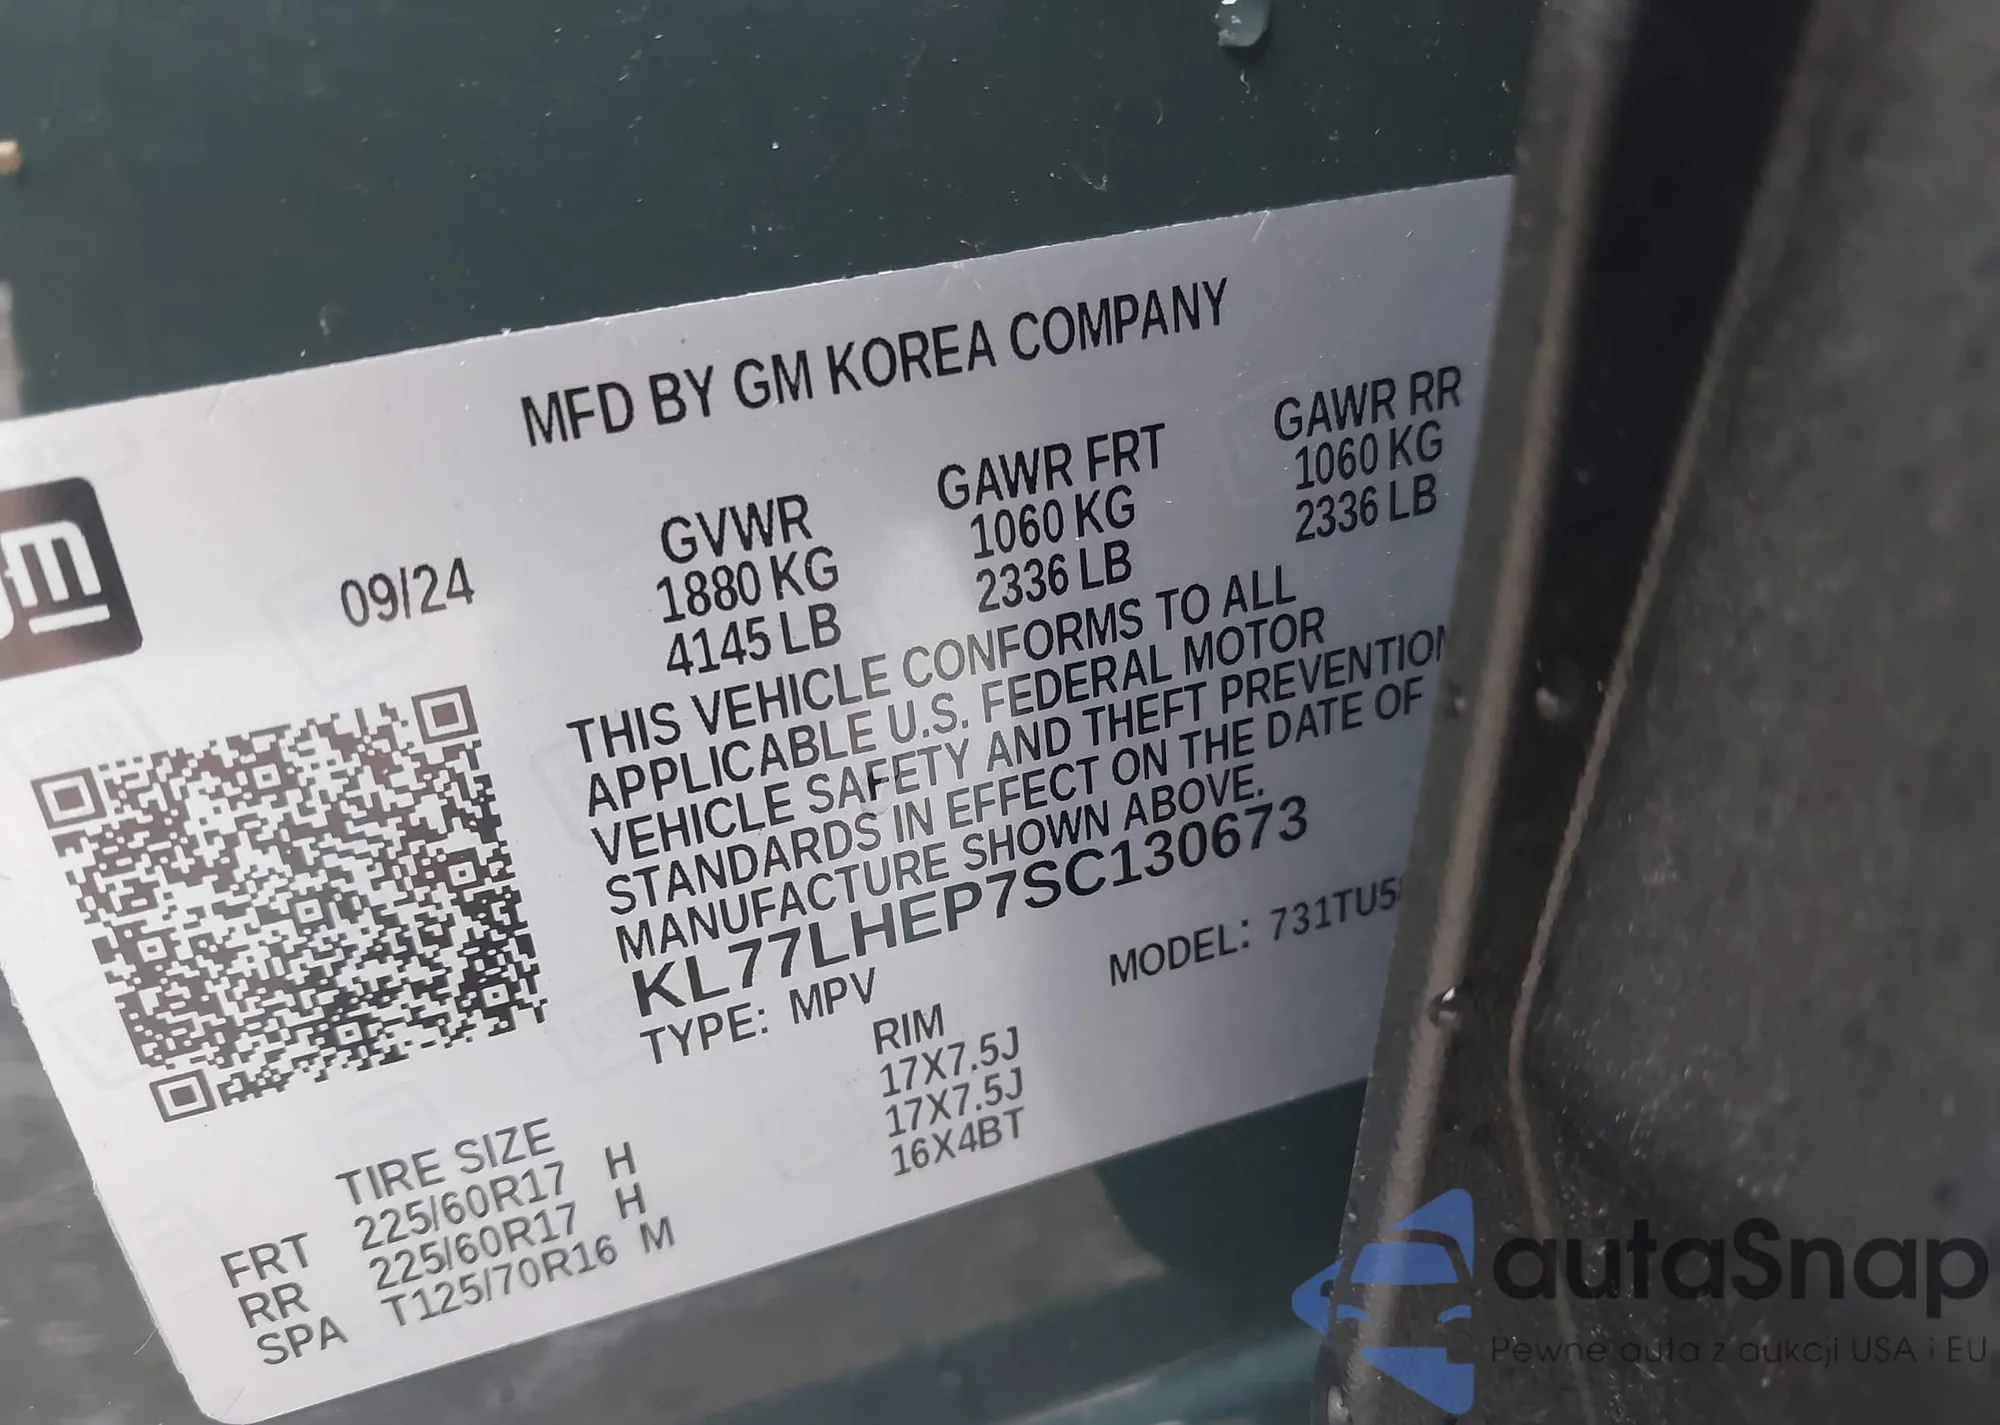 MFD BY GM KOREA COMPANY
gm
09/24
GVWR GAWR FRT GAWR RR
1880 KG 1060 KG 1060 KG
4145 LB 2336 LB 2336 LB
THIS VEHICLE CONFORMS TO ALL
APPLICABLE U.S. FEDERAL MOTOR
VEHICLE SAFETY AND THEFT PREVENTION
STANDARDS IN EFFECT ON THE DATE OF
MANUFACTURE SHOWN ABOVE.
KL77LHEP7SC130673
TYPE: MPV MODEL: 731TU5
TIRE SIZE RIM
FRT 225/60R17 H 17X7.5J
RR 225/60R17 H 17X7.5J
SPA T125/70R16 M 16X4BT
autaSnap
Pewne auta z aukcji USA i EU